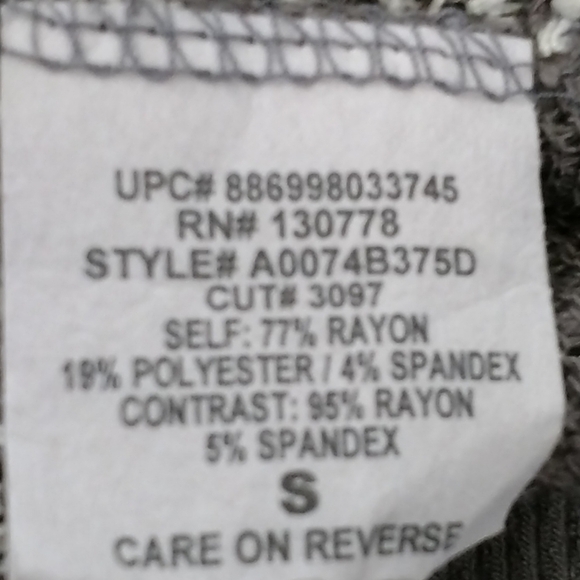 UPC# 886998033745
RN# 130778
STYLE# A0074B375D
CUT# 3097
SELF: 77% RAYON
19% POLYESTER / 4% SPANDEX
CONTRAST: 95% RAYON
5% SPANDEX
S
CARE ON REVERSE